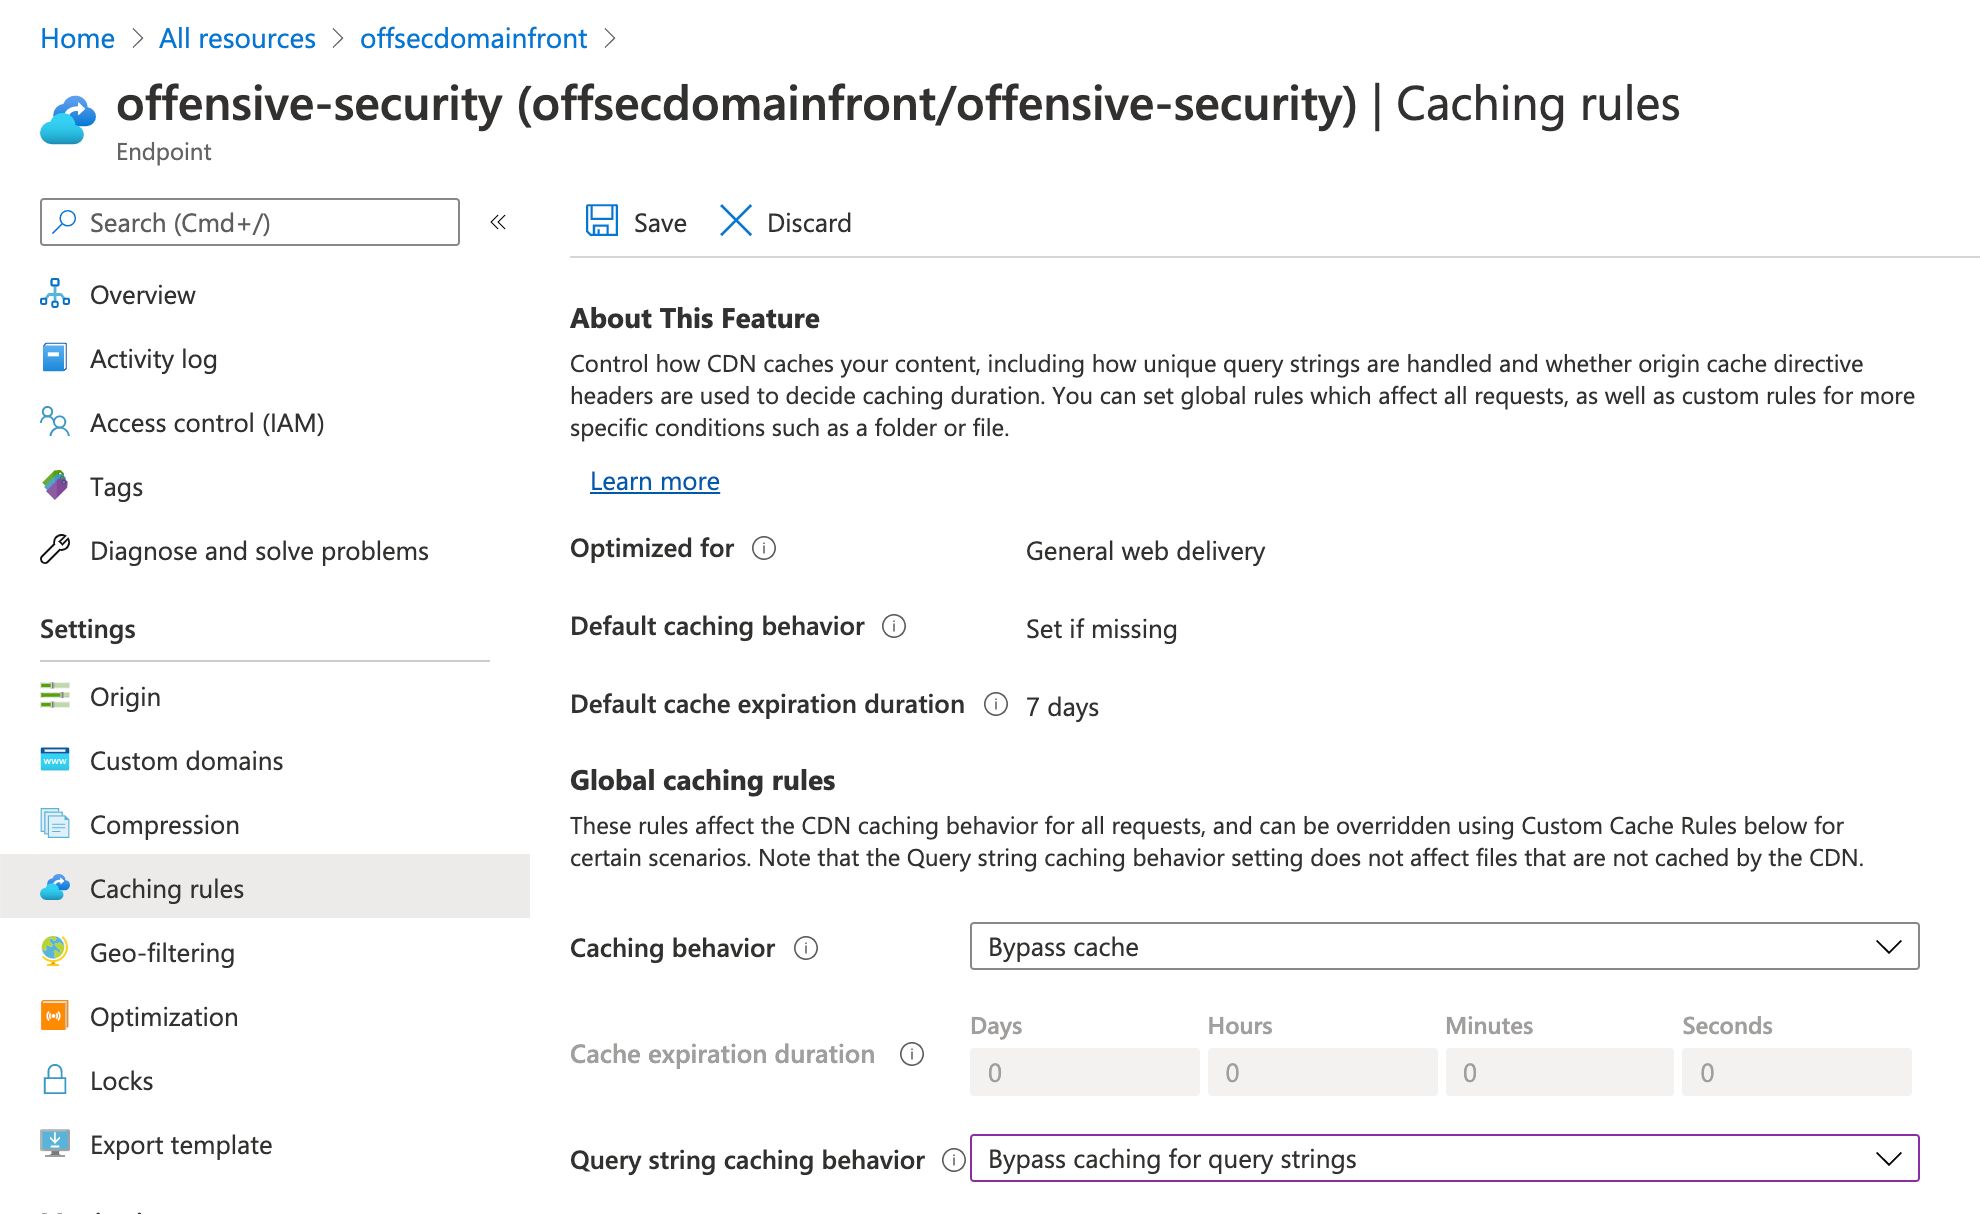 Home > All resources > offsecdomainfront >
offensive-security (offsecdomainfront/offensive-security) | Caching rules
Endpoint
Search (Cmd+/)
«
Overview
Activity log
Access control (IAM)
Tags
Diagnose and solve problems
Settings
Origin
Custom domains
Compression
Caching rules
Geo-filtering
Optimization
Locks
Export template
Save Discard
About This Feature
Control how CDN caches your content, including how unique query strings are handled and whether origin cache directive
headers are used to decide caching duration. You can set global rules which affect all requests, as well as custom rules for more
specific conditions such as a folder or file.
Learn more
Optimized for General web delivery
Default caching behavior Set if missing
Default cache expiration duration 7 days
Global caching rules
These rules affect the CDN caching behavior for all requests, and can be overridden using Custom Cache Rules below for
certain scenarios. Note that the Query string caching behavior setting does not affect files that are not cached by the CDN.
Caching behavior Bypass cache
Days Hours Minutes Seconds
Cache expiration duration 0 0 0 0
Query string caching behavior Bypass caching for query strings